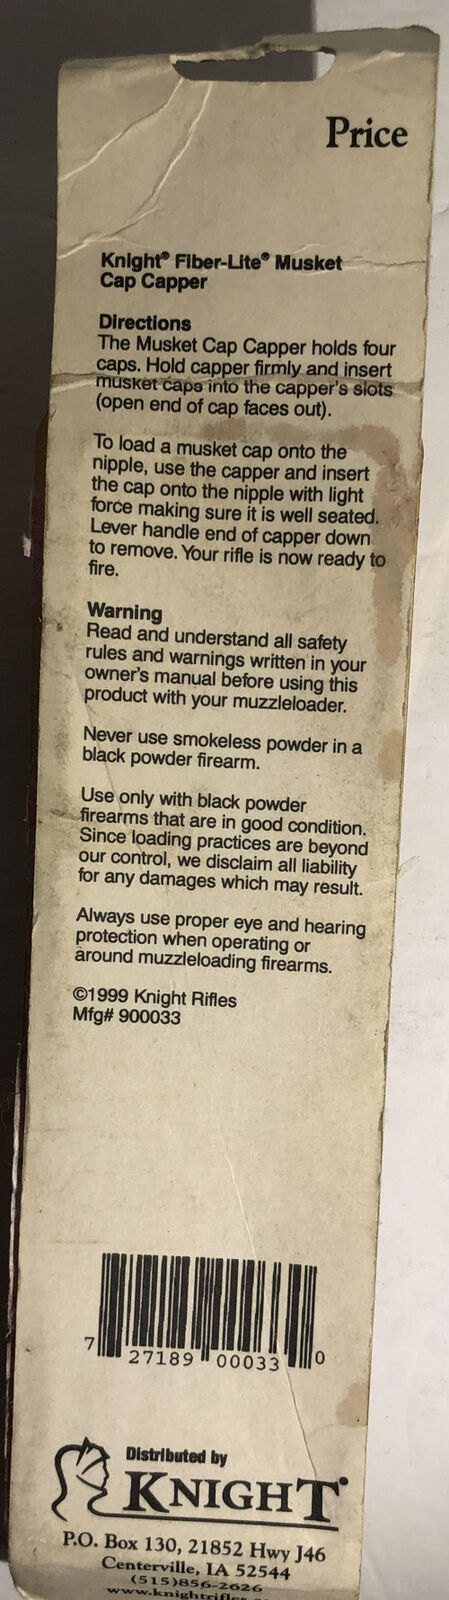 Price
Knight® Fiber-Lite® Musket
Cap Capper
Directions
The Musket Cap Capper holds four
caps. Hold capper firmly and insert
musket caps into the capper's slots
(open end of cap faces out).
To load a musket cap onto the
nipple, use the capper and insert
the cap onto the nipple with light
force making sure it is well seated.
Lever handle end of capper down
to remove. Your rifle is now ready to
fire.
Warning
Read and understand all safety
rules and warnings written in your
owner's manual before using this
product with your muzzleloader.
Never use smokeless powder in a
black powder firearm.
Use only with black powder
firearms that are in good condition.
Since loading practices are beyond
our control, we disclaim all liability
for any damages which may result.
Always use proper eye and hearing
protection when operating or
around muzzleloading firearms.
©1999 Knight Rifles
Mfg# 900033
7 27189 00033 0
Distributed by
KNIGHT
P.O. Box 130, 21852 Hwy J46
Centerville, IA 52544
(515)856-2626